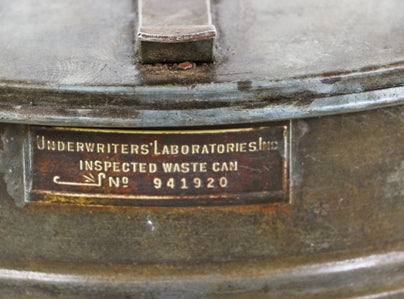 UNDERWRITERS' LABORATORIES, INC.
INSPECTED WASTE CAN
Nº 941920